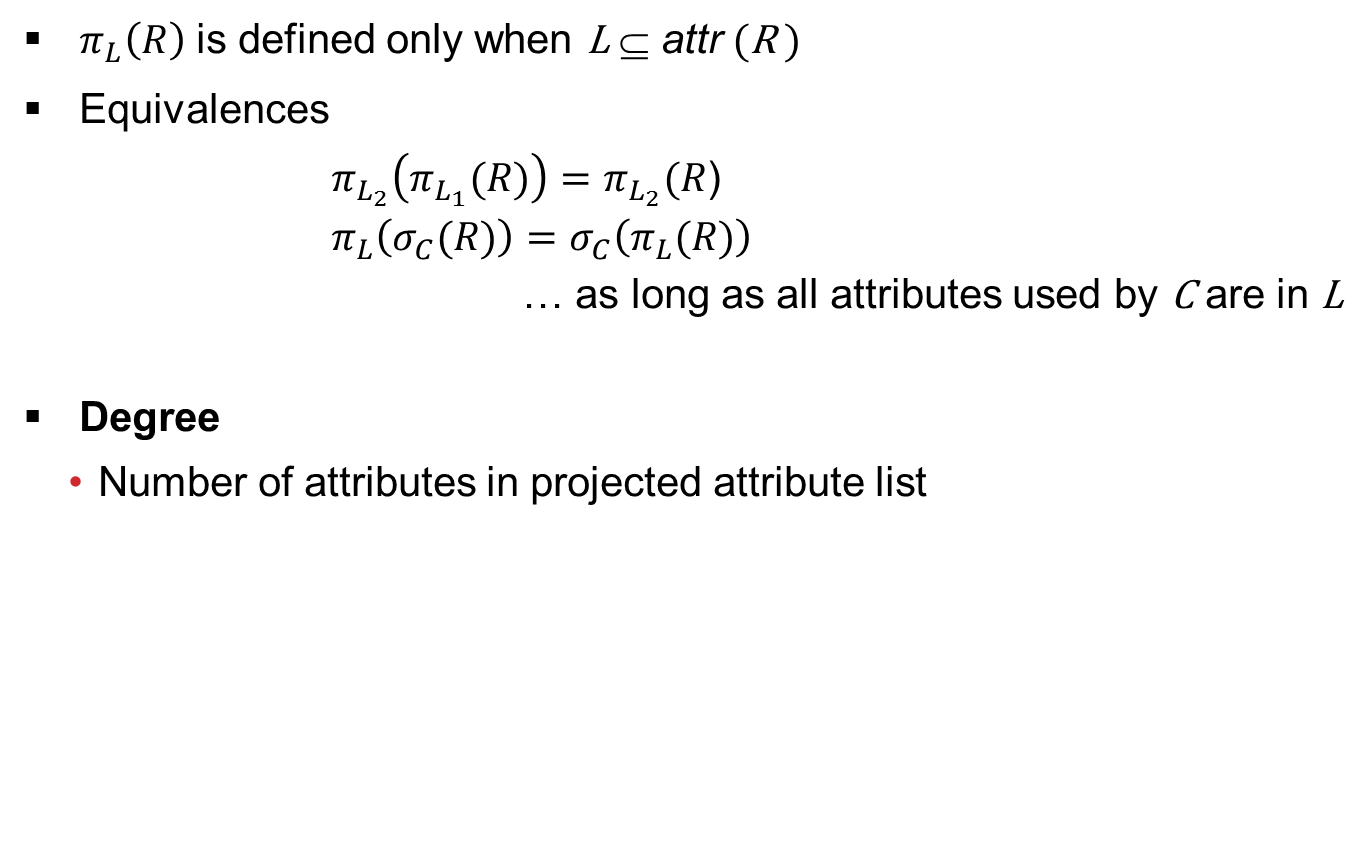 ▪ π_L(R) is defined only when L ⊆ attr (R)
▪ Equivalences
π_{L_2}(π_{L_1}(R)) = π_{L_2}(R)
π_L(σ_C(R)) = σ_C(π_L(R))
… as long as all attributes used by C are in L
▪ Degree
• Number of attributes in projected attribute list